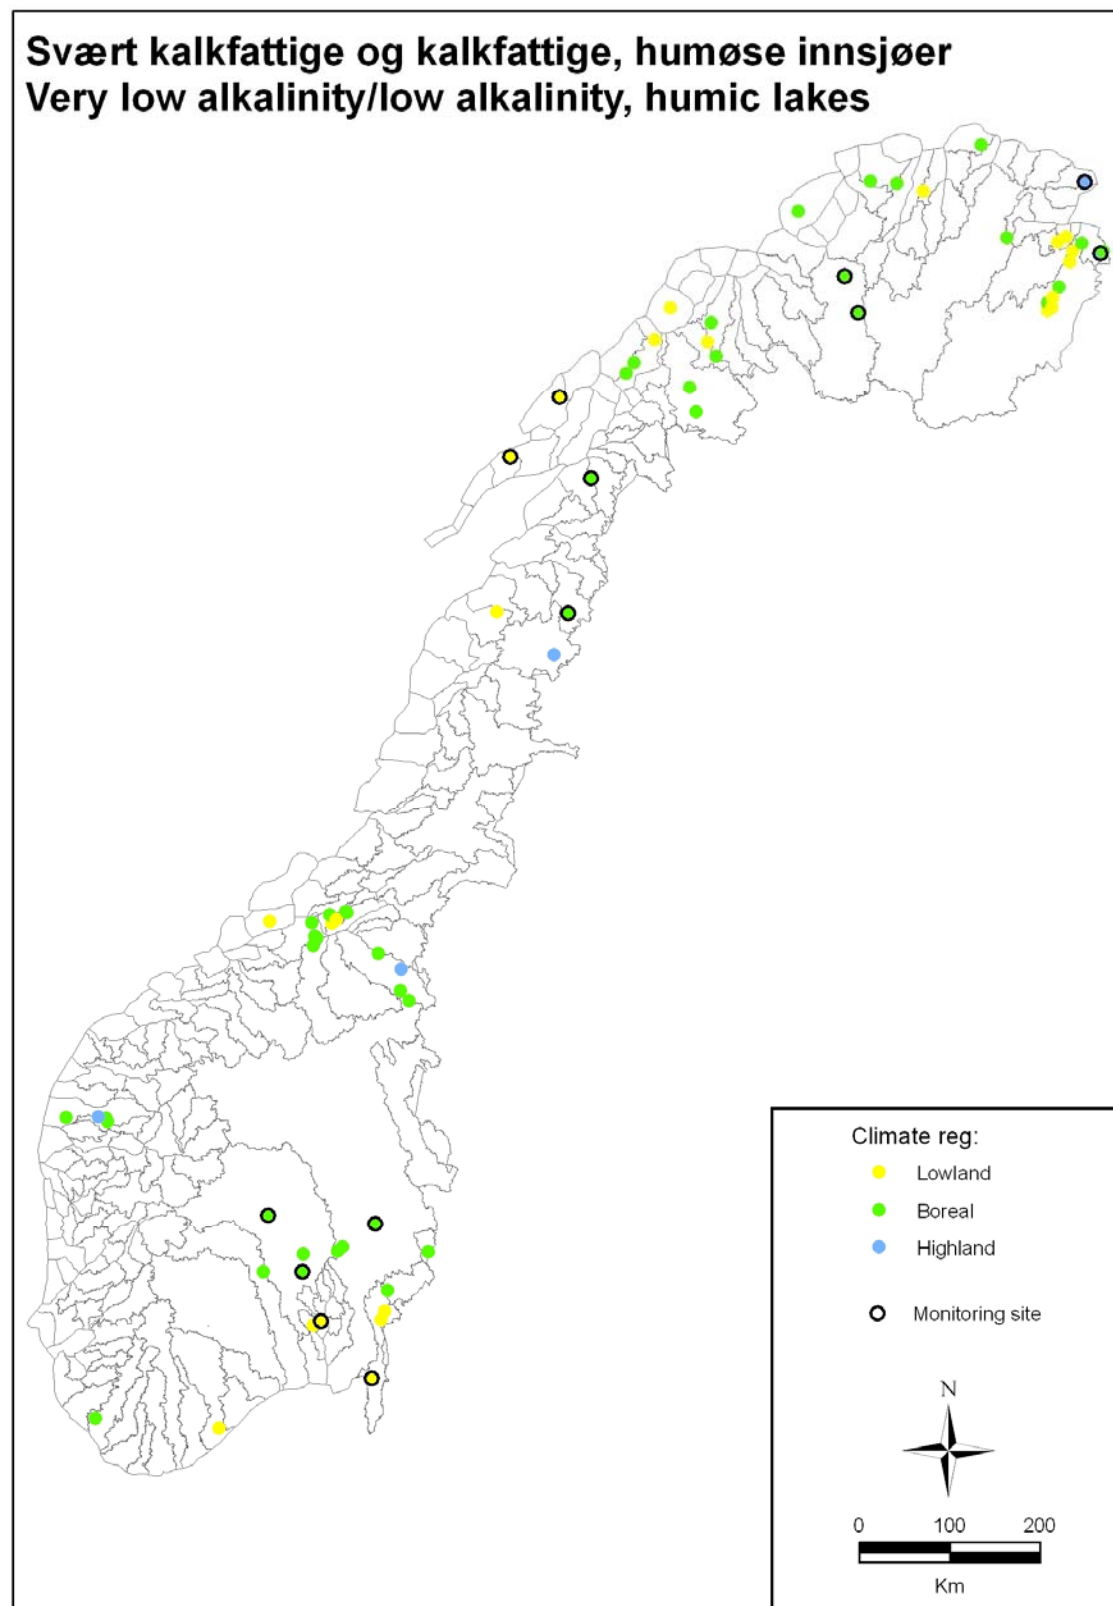 Svært kalkfattige og kalkfattige, humøse innsjøer
Very low alkalinity/low alkalinity, humic lakes
Climate reg:
Lowland
Boreal
Highland
Monitoring site
N
0 100 200
Km